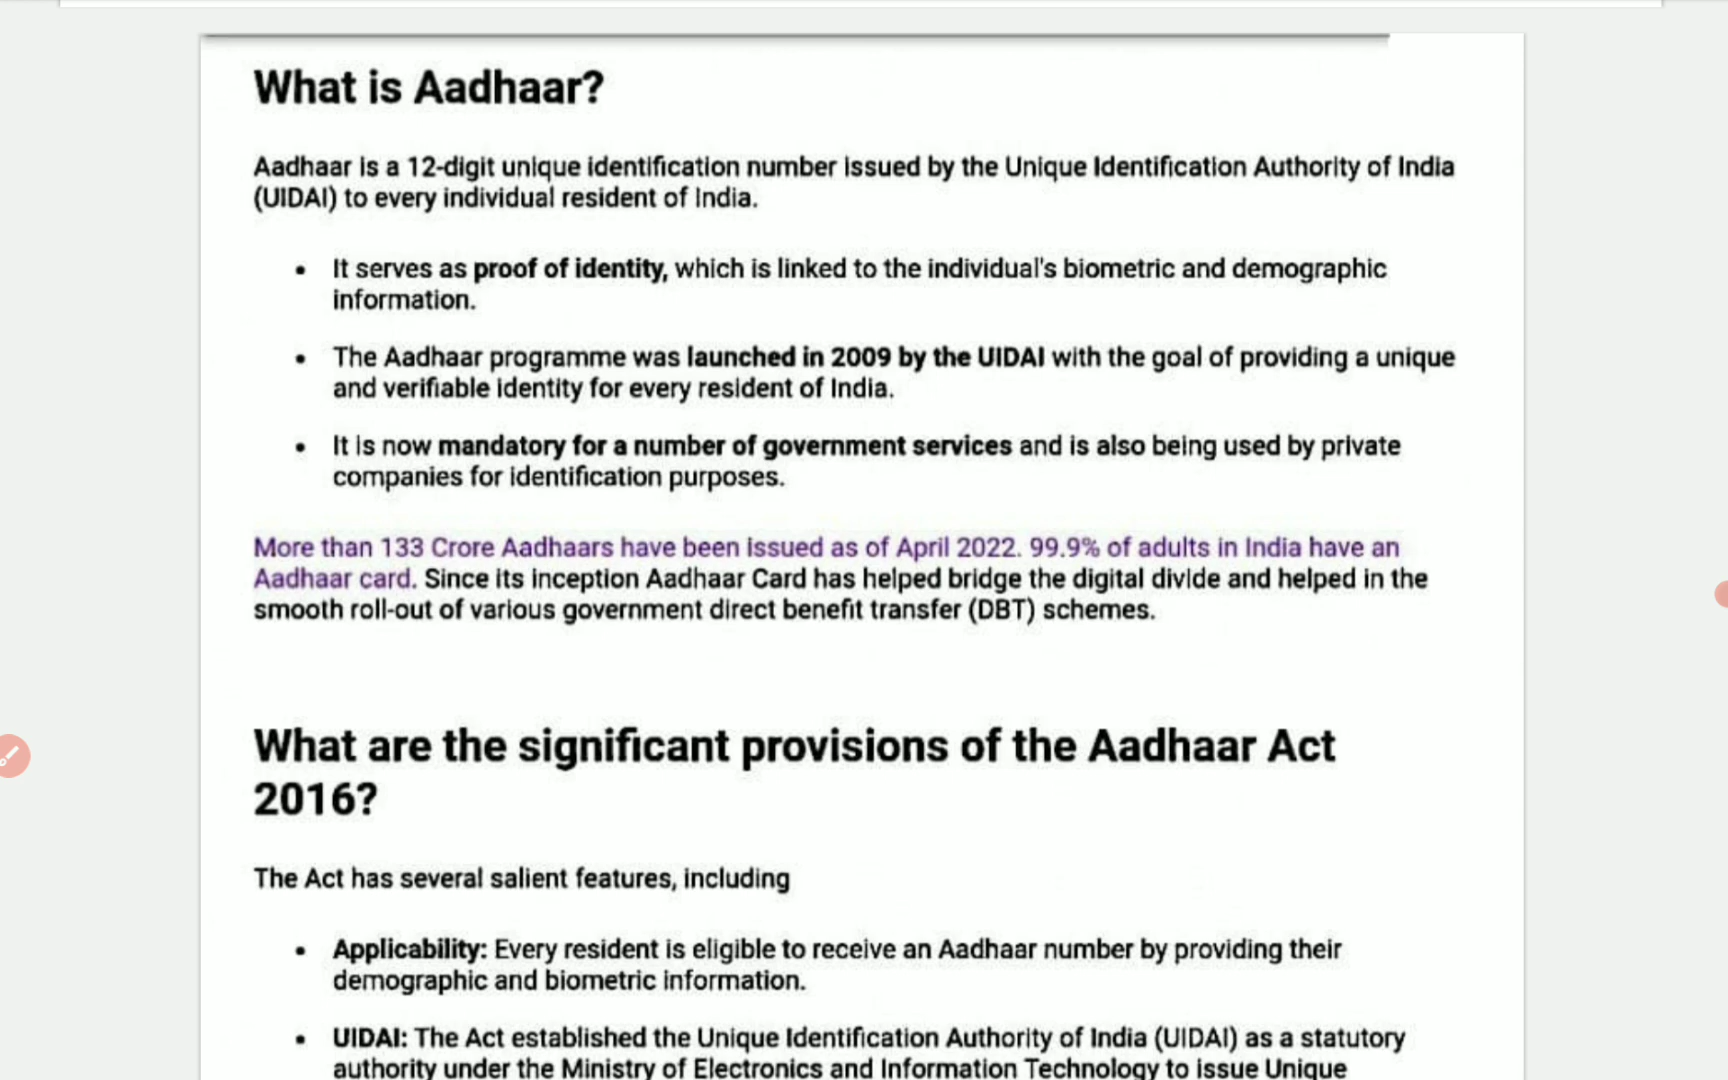 What is Aadhaar?
Aadhaar is a 12-digit unique identification number issued by the Unique Identification Authority of India
(UIDAI) to every individual resident of India.
• It serves as proof of identity, which is linked to the individual's biometric and demographic
information.
• The Aadhaar programme was launched in 2009 by the UIDAI with the goal of providing a unique
and verifiable identity for every resident of India.
• It is now mandatory for a number of government services and is also being used by private
companies for identification purposes.
More than 133 Crore Aadhaars have been issued as of April 2022. 99.9% of adults in India have an
Aadhaar card. Since its inception Aadhaar Card has helped bridge the digital divide and helped in the
smooth roll-out of various government direct benefit transfer (DBT) schemes.
What are the significant provisions of the Aadhaar Act
2016?
The Act has several salient features, including
• Applicability: Every resident is eligible to receive an Aadhaar number by providing their
demographic and biometric information.
• UIDAI: The Act established the Unique Identification Authority of India (UIDAI) as a statutory
authority under the Ministry of Electronics and Information Technology to issue Unique